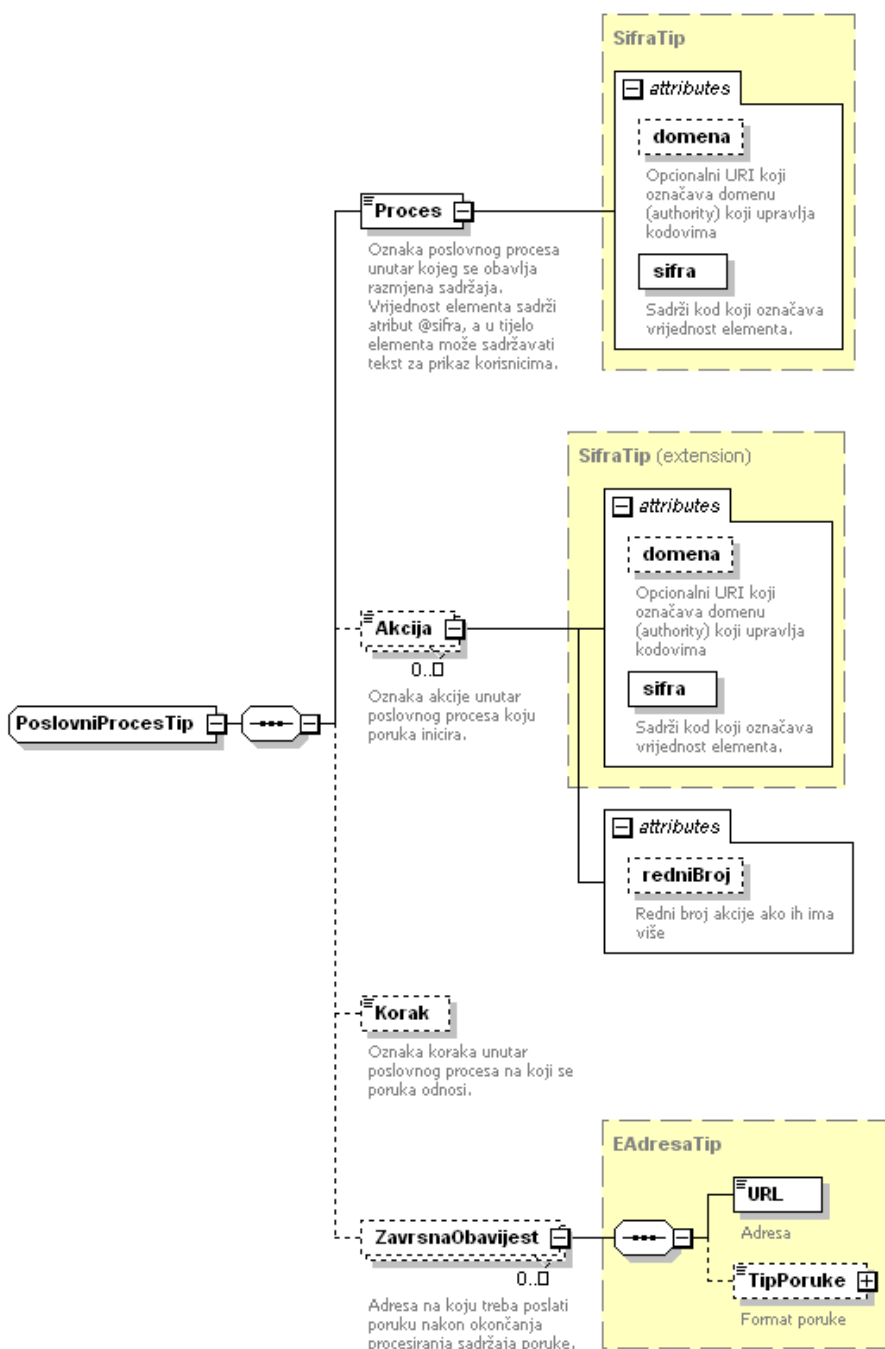 SifraTip
attributes
domena
Opcionalni URI koji
označava domenu
(authority) koji upravlja
kodovima
sifra
Sadrži kod koji označava
vrijednost elementa.
Proces
Oznaka poslovnog procesa
unutar kojeg se obavlja
razmjena sadržaja.
Vrijednost elementa sadrži
atribut @sifra, a u tijelo
elementa može sadržavati
tekst za prikaz korisnicima.
SifraTip (extension)
attributes
domena
Opcionalni URI koji
označava domenu
(authority) koji upravlja
kodovima
sifra
Sadrži kod koji označava
vrijednost elementa.
Akcija
0..
Oznaka akcije unutar
poslovnog procesa koju
poruka inicira.
PoslovniProcesTip
attributes
redniBroj
Redni broj akcije ako ih ima
više
Korak
Oznaka koraka unutar
poslovnog procesa na koji se
poruka odnosi.
EAdresaTip
URL
Adresa
ZavrsnaObavijest
0..
Adresa na koju treba poslati
poruku nakon okončanja
procesiranja sadržaja poruke.
TipPoruke
Format poruke